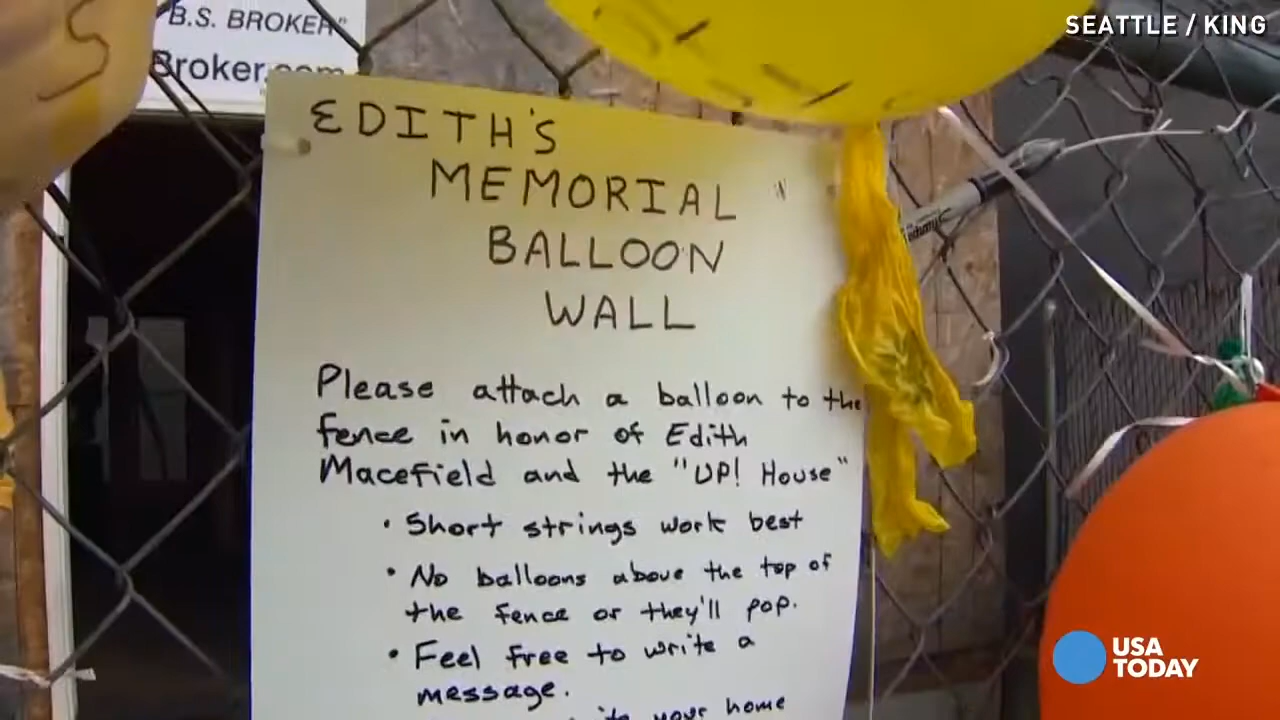 SEATTLE / KING
"B.S. BROKER"
Broker.com
EDITH'S
MEMORIAL
BALLOON
WALL
Please attach a balloon to the
fence in honor of Edith
Macefield and the "UP! House"
• Short strings work best
• No balloons above the top of
the fence or they'll pop.
• Feel free to write a
message.
your home
USA
TODAY